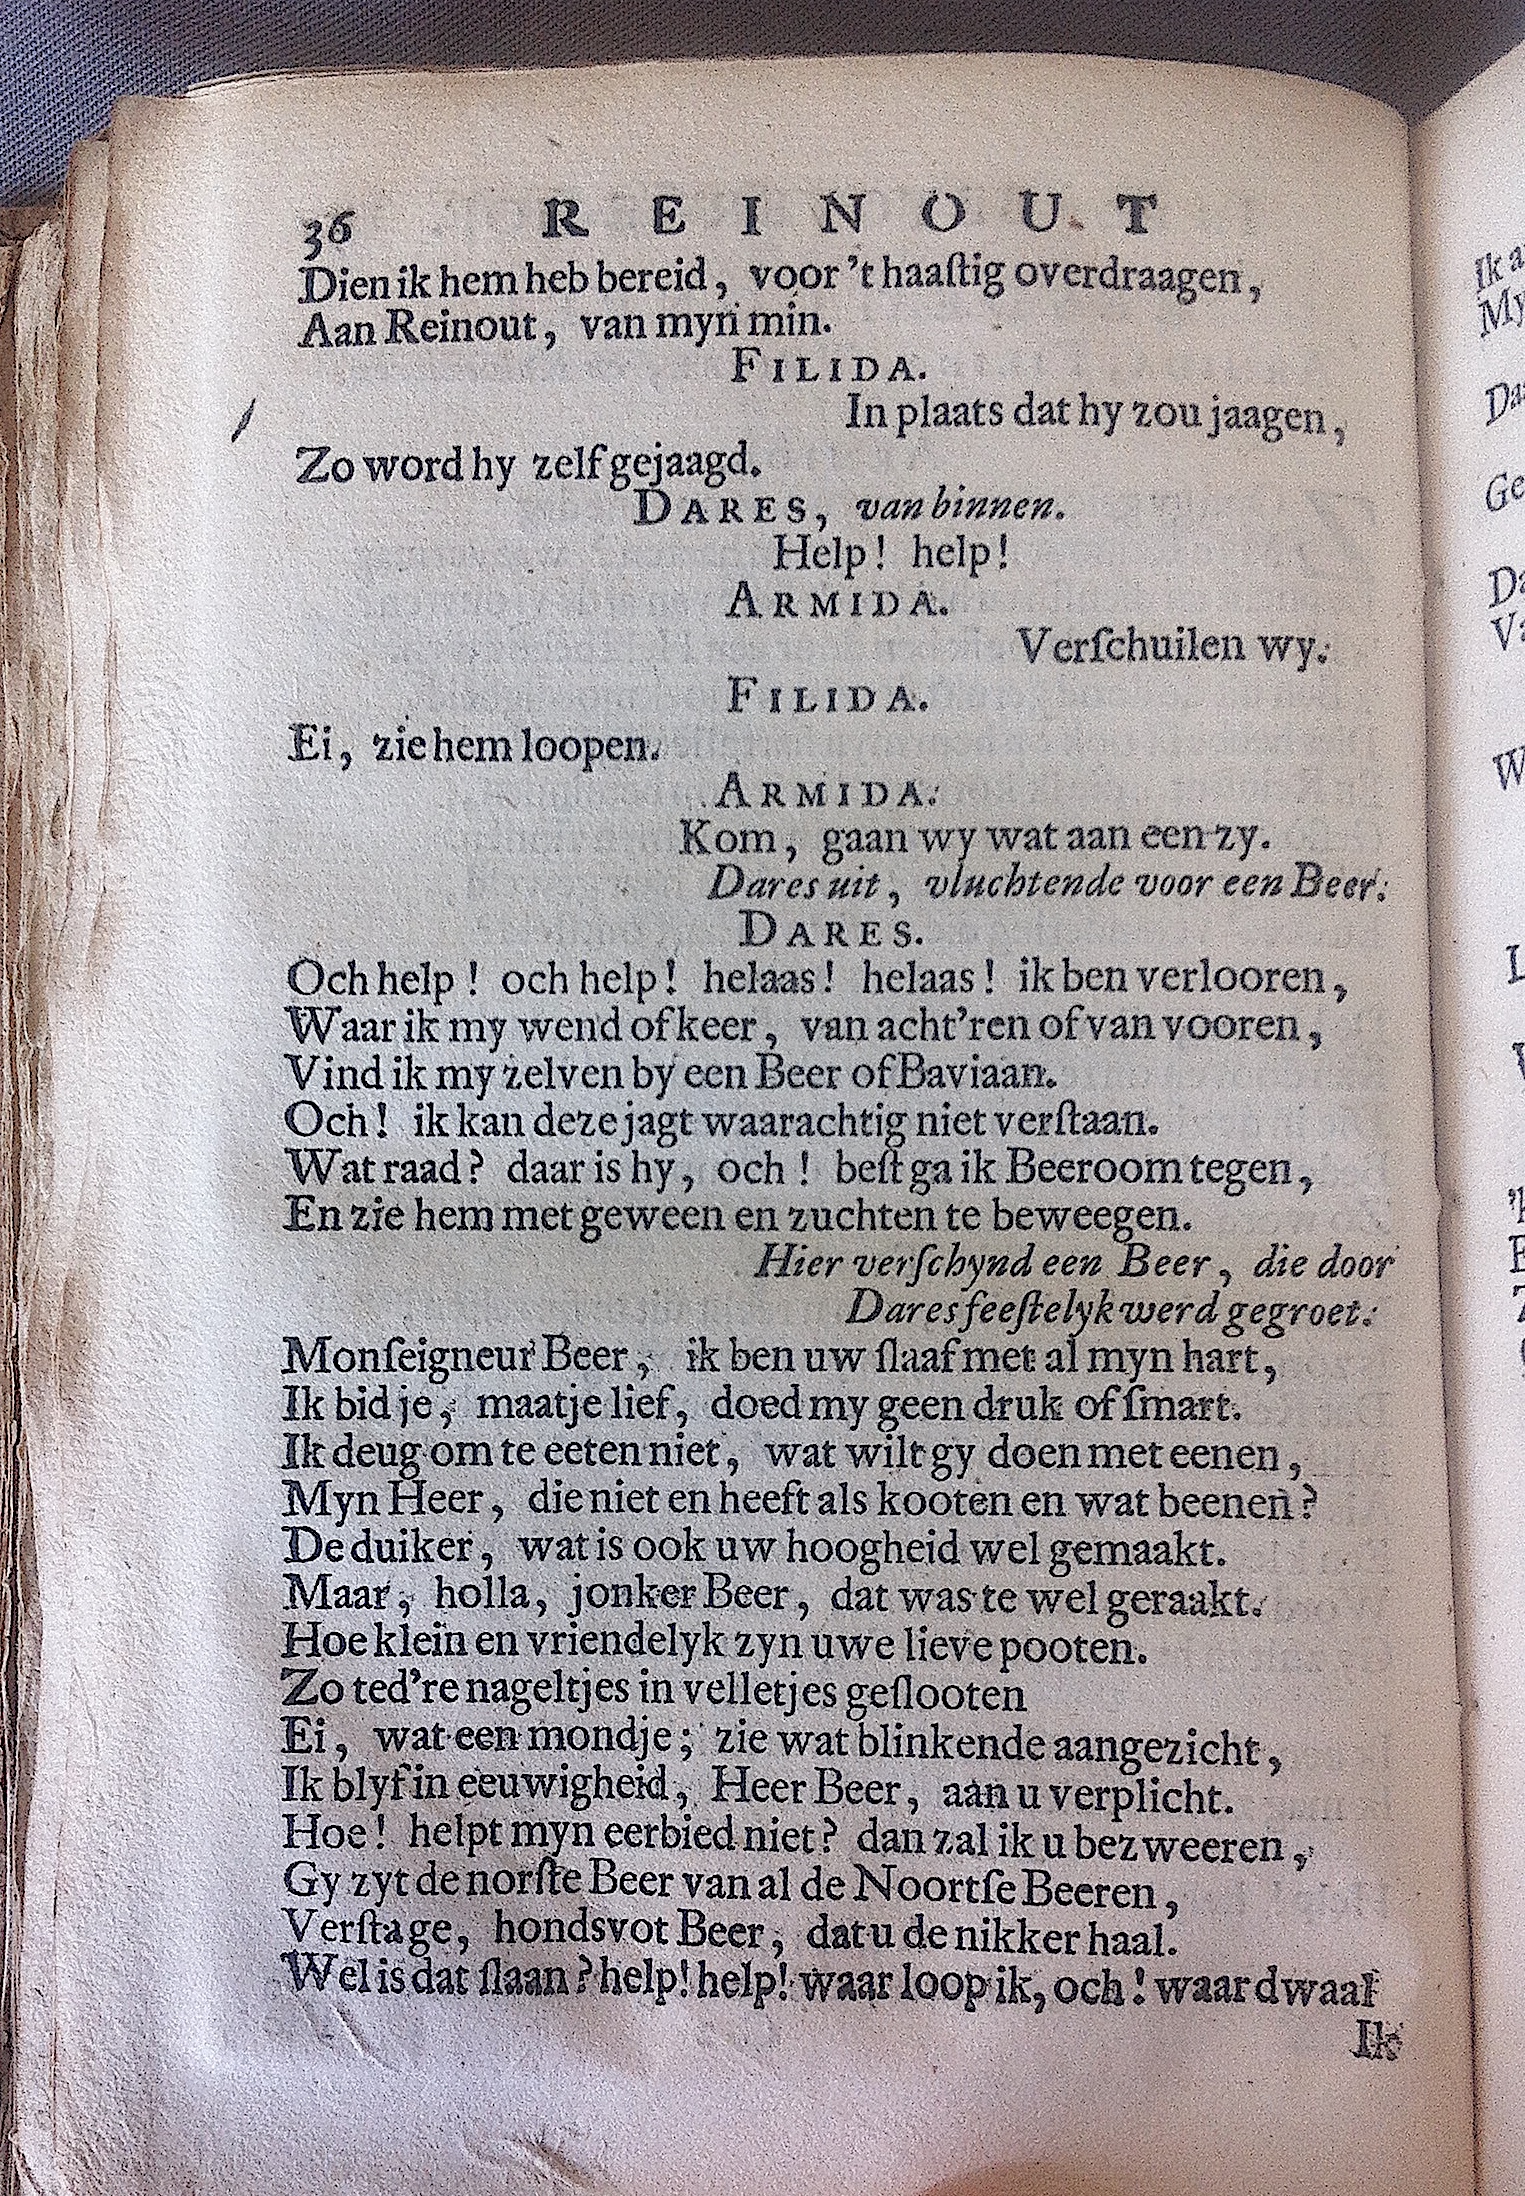 36 REINOUT
Dien ik hem heb bereid, voor 't haaſtig overdraagen,
Aan Reinout, van myn min.
FILIDA.
In plaats dat hy zou jaagen,
Zo word hy zelf gejaagd.
DARES, van binnen.
Help! help!
ARMIDA.
Verſchuilen wy.
FILIDA.
Ei, zie hem loopen.
ARMIDA.
Kom, gaan wy wat aan een zy.
Dares uit, vluchtende voor een Beer.
DARES.
Och help! och help! helaas! helaas! ik ben verlooren,
Waar ik my wend of keer, van acht'ren of van vooren,
Vind ik my zelven by een Beer of Baviaan.
Och! ik kan deze jagt waarachtig niet verſtaan.
Wat raad? daar is hy, och! beſt ga ik Beeroom tegen,
En zie hem met geween en zuchten te beweegen.
Hier verſchynd een Beer, die door
Dares feeſtelyk werd gegroet.
Monſeigneur Beer, ik ben uw ſlaaf met al myn hart,
Ik bid je, maatje lief, doed my geen druk of ſmart.
Ik deug om te eeten niet, wat wilt gy doen met eenen,
Myn Heer, die niet en heeft als kooten en wat beenen?
De duiker, wat is ook uw hoogheid wel gemaakt.
Maar, holla, jonker Beer, dat was te wel geraakt.
Hoe klein en vriendelyk zyn uwe lieve pooten.
Zo ted're nageltjes in velletjes geſlooten
Ei, wat een mondje; zie wat blinkende aangezicht,
Ik blyf in eeuwigheid, Heer Beer, aan u verplicht.
Hoe! helpt myn eerbied niet? dan zal ik u bezweeren,
Gy zyt de norſte Beer van al de Noortſe Beeren,
Verſtage, hondsvot Beer, dat u de nikker haal.
Wel is dat ſlaan? help! help! waar loop ik, och! waar dwaal
Ik